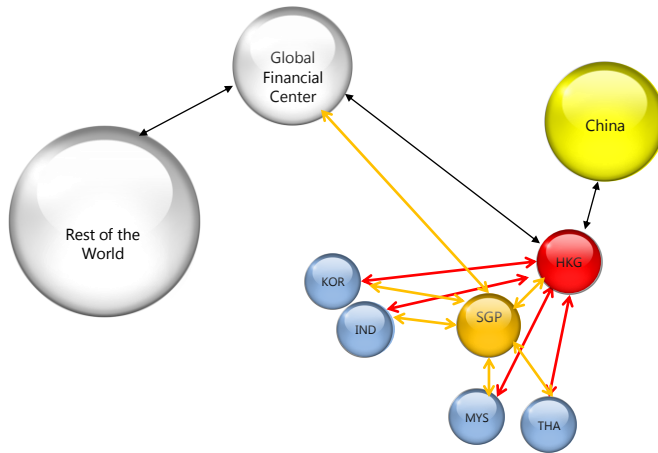 Global
Financial
Center
China
Rest of the
World
HKG
KOR
SGP
IND
MYS
THA